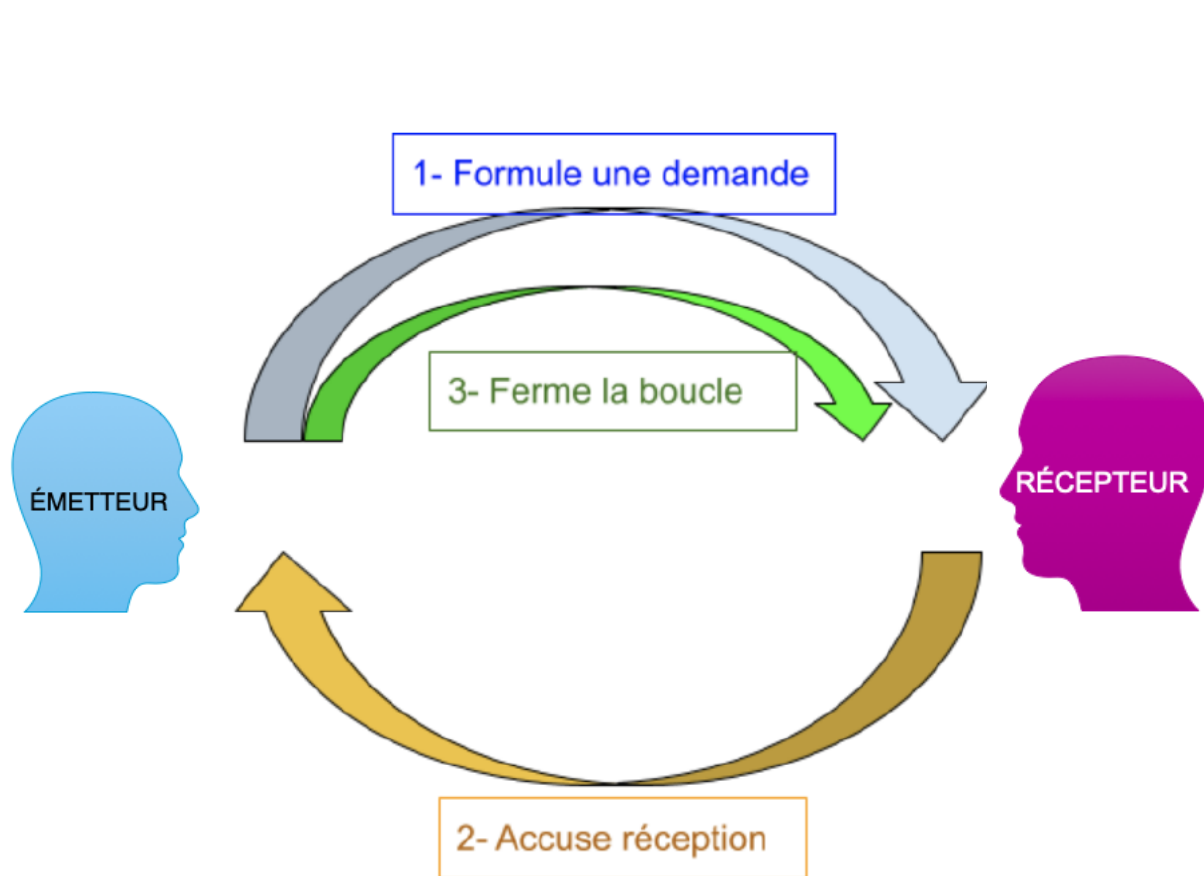 1- Formule une demande
3- Ferme la boucle
ÉMETTEUR
RÉCEPTEUR
2- Accuse réception